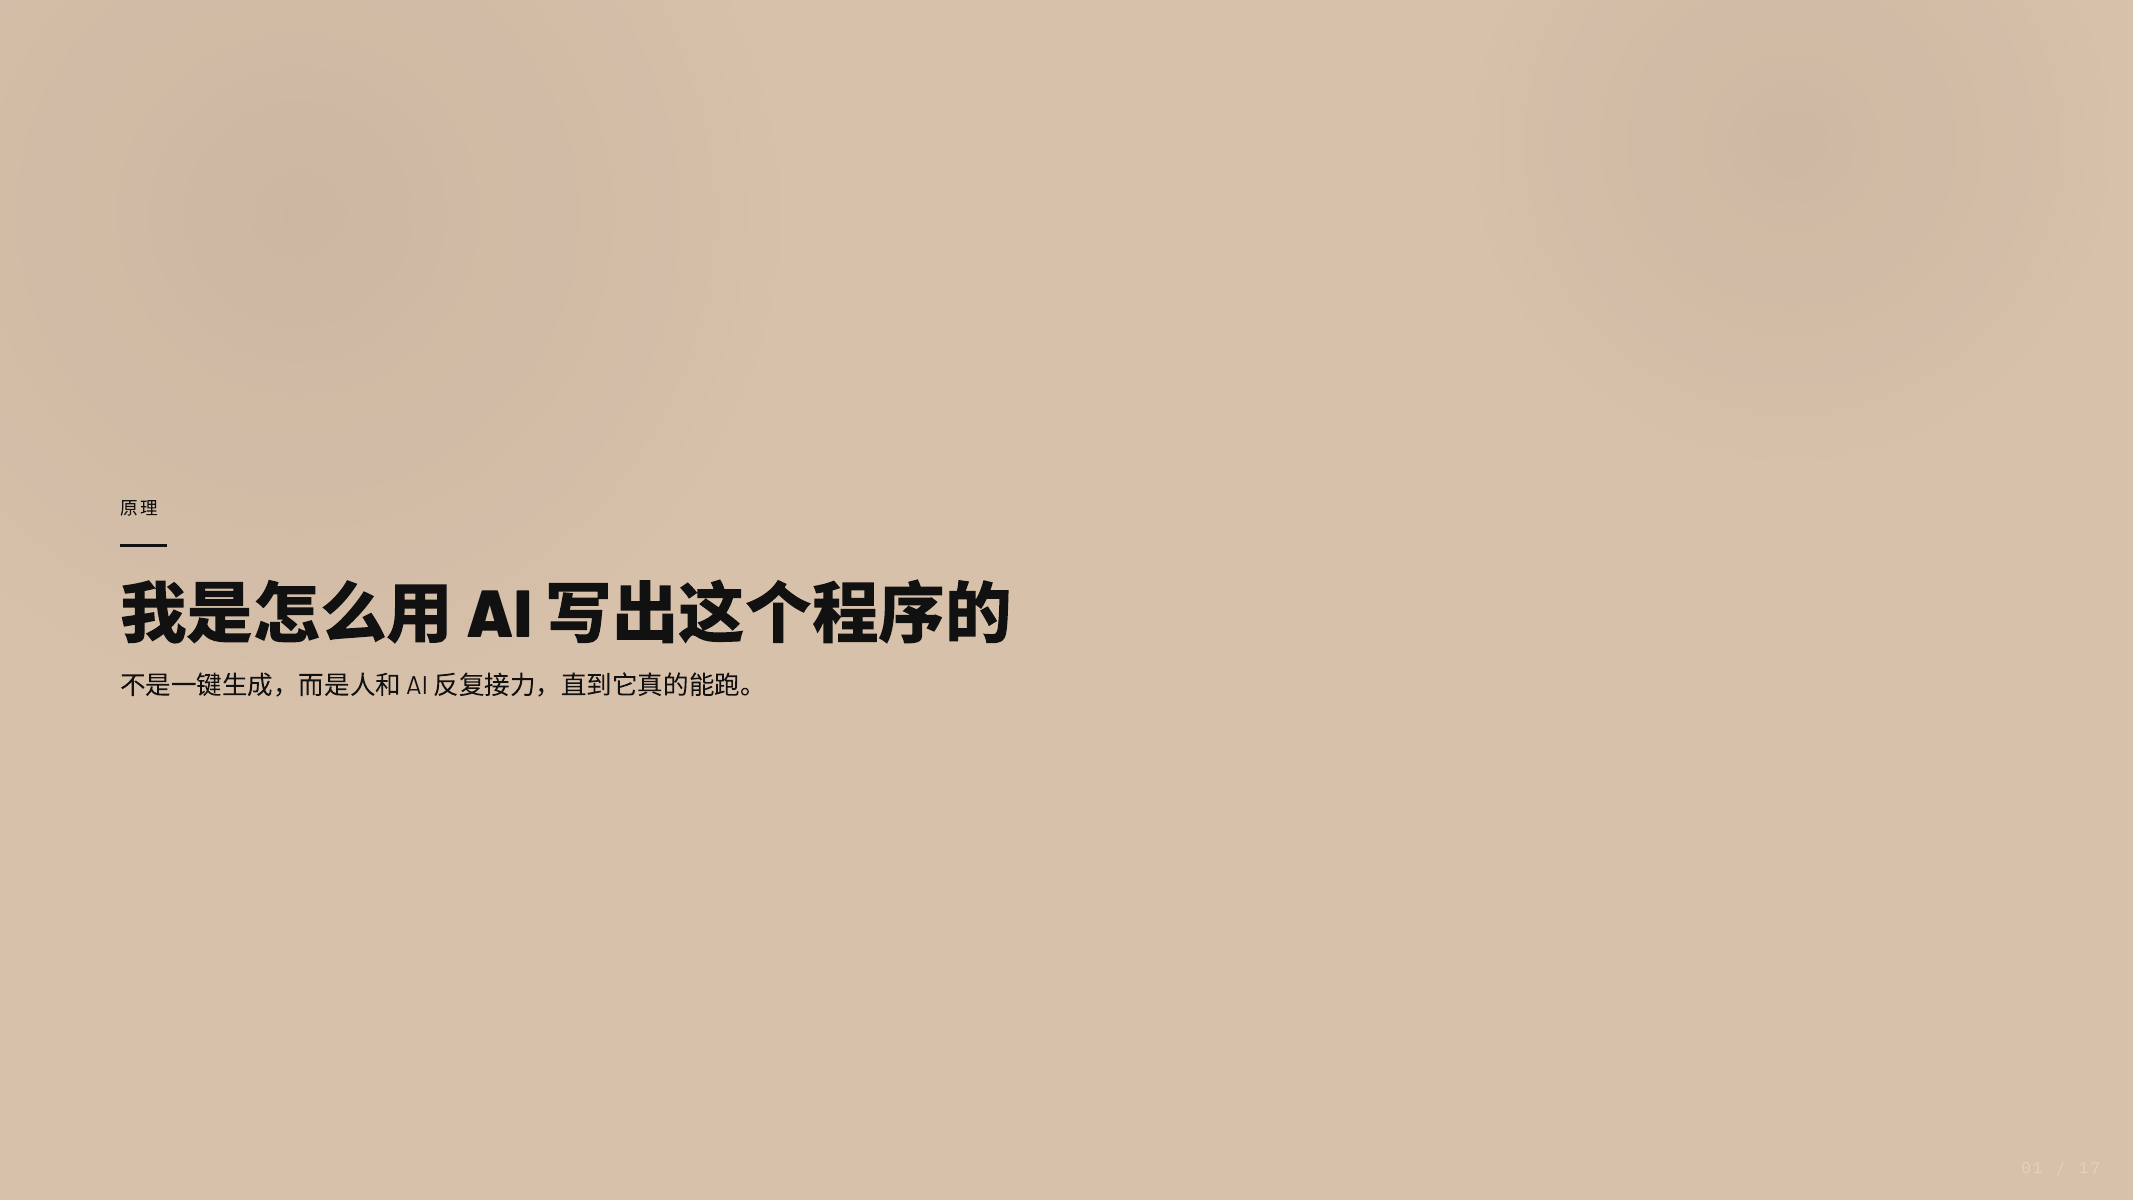 原理
我是怎么用 AI 写出这个程序的
不是一键生成，而是人和 AI 反复接力，直到它真的能跑。
01 / 17